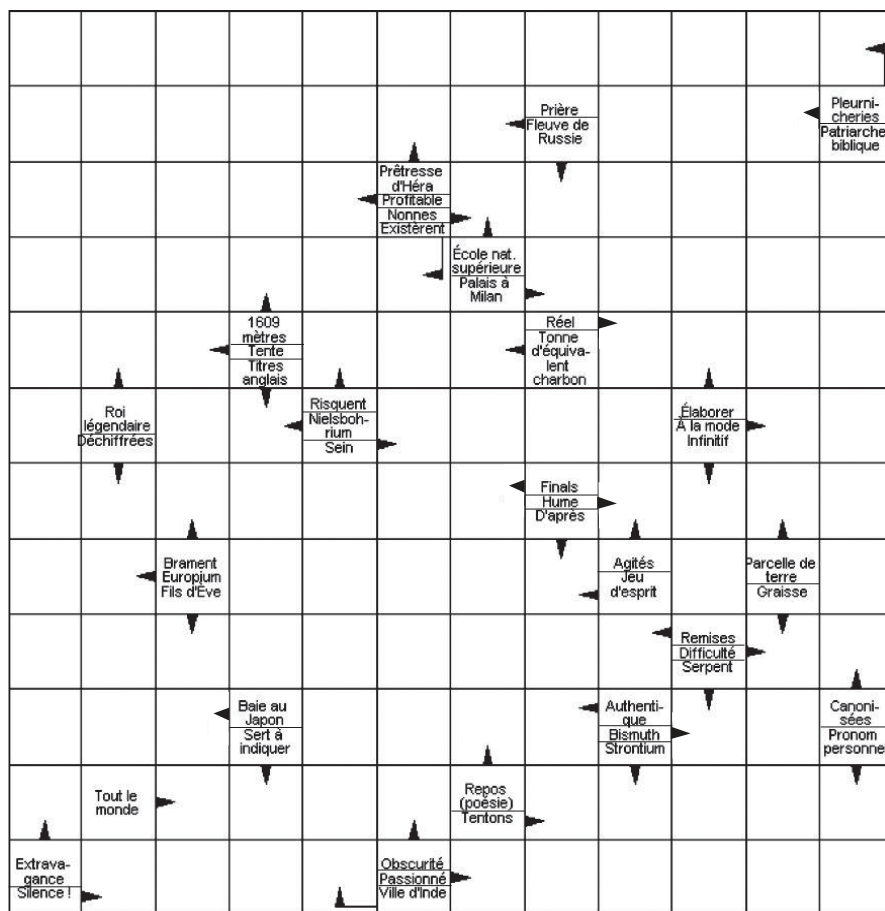 Pleurni-
cheries
Patriarche
biblique
Prière
Fleuve de
Russie
Prêtresse
d'Héra
Profitable
Nonnes
Existèrent
École nat.
supérieure
Palais à
Milan
1609
mètres
Tente
Titres
anglais
Réel
Tonne
d'équiva-
lent
charbon
Roi
légendaire
Déchiffrées
Risquent
Nielsboh-
rium
Sein
Élaborer
À la mode
Infinitif
Finals
Hume
D'après
Brament
Europium
Fils d'Ève
Agités
Jeu
d'esprit
Parcelle de
terre
Graisse
Remises
Difficulté
Serpent
Baie au
Japon
Sert à
indiquer
Authenti-
que
Bismuth
Strontium
Canoni-
sées
Pronom
personne
Tout le
monde
Repos
(poésie)
Tentons
Extrava-
gance
Silence !
Obscurité
Passionné
Ville d'Inde